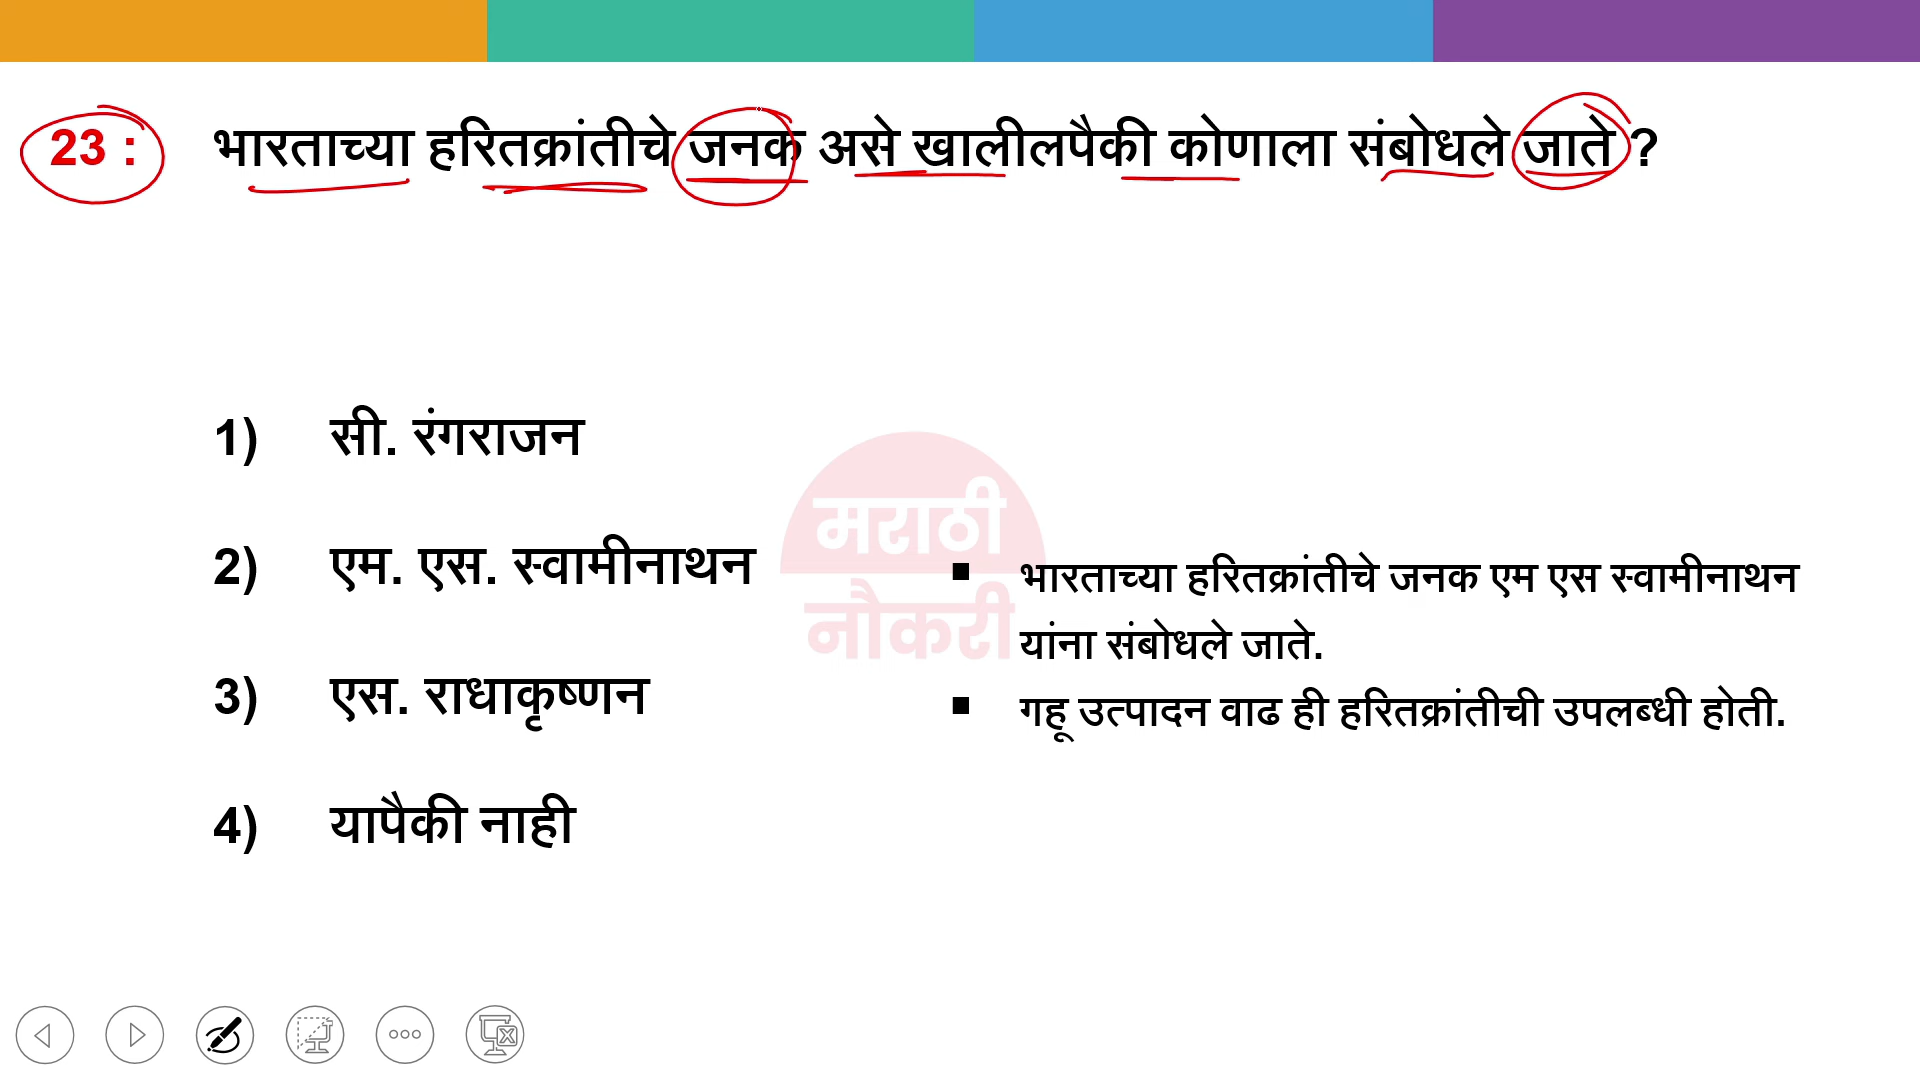 23 : भारताच्या हरितक्रांतीचे जनक असे खालीलपैकी कोणाला संबोधले जाते ?
1) सी. रंगराजन
2) एम. एस. स्वामीनाथन
3) एस. राधाकृष्णन
4) यापैकी नाही
मराठी
नौकरी
■ भारताच्या हरितक्रांतीचे जनक एम एस स्वामीनाथन
यांना संबोधले जाते.
■ गहू उत्पादन वाढ ही हरितक्रांतीची उपलब्धी होती.